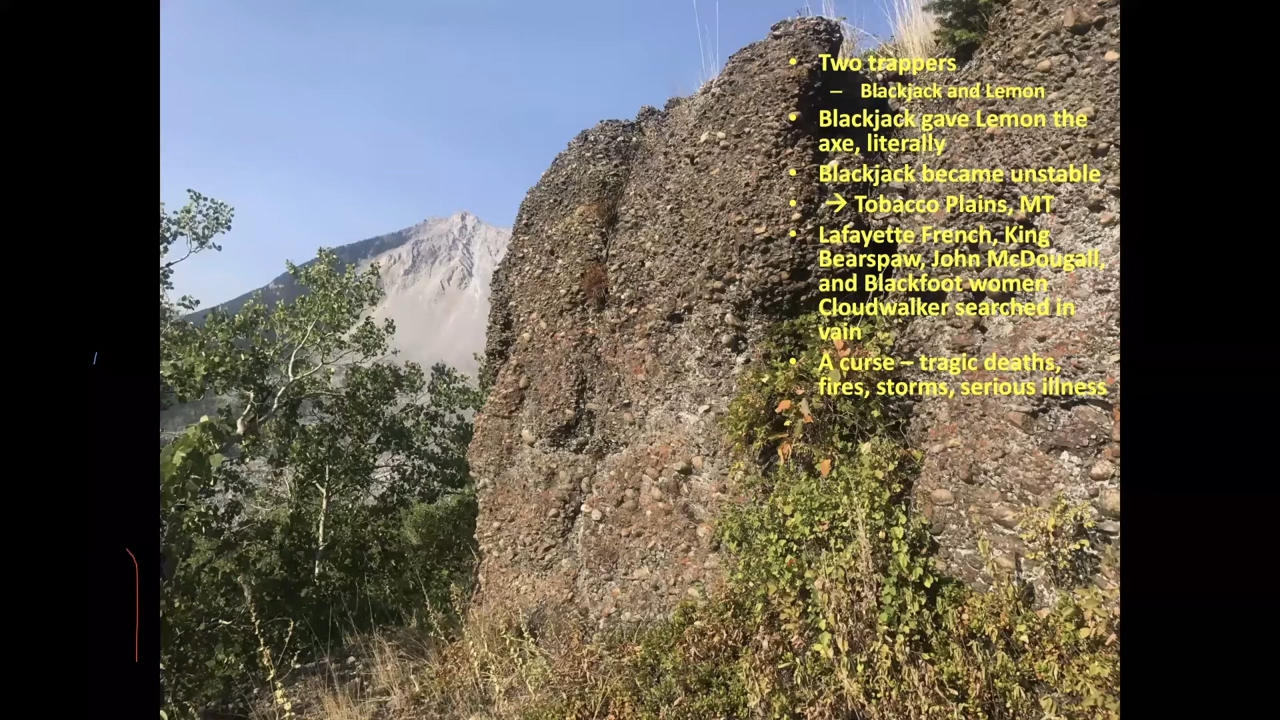 • Two trappers
– Blackjack and Lemon
• Blackjack gave Lemon the
axe, literally
• Blackjack became unstable
• → Tobacco Plains, MT
• Lafayette French, King
Bearspaw, John McDougall,
and Blackfoot women
Cloudwalker searched in
vain
• A curse – tragic deaths,
fires, storms, serious illness